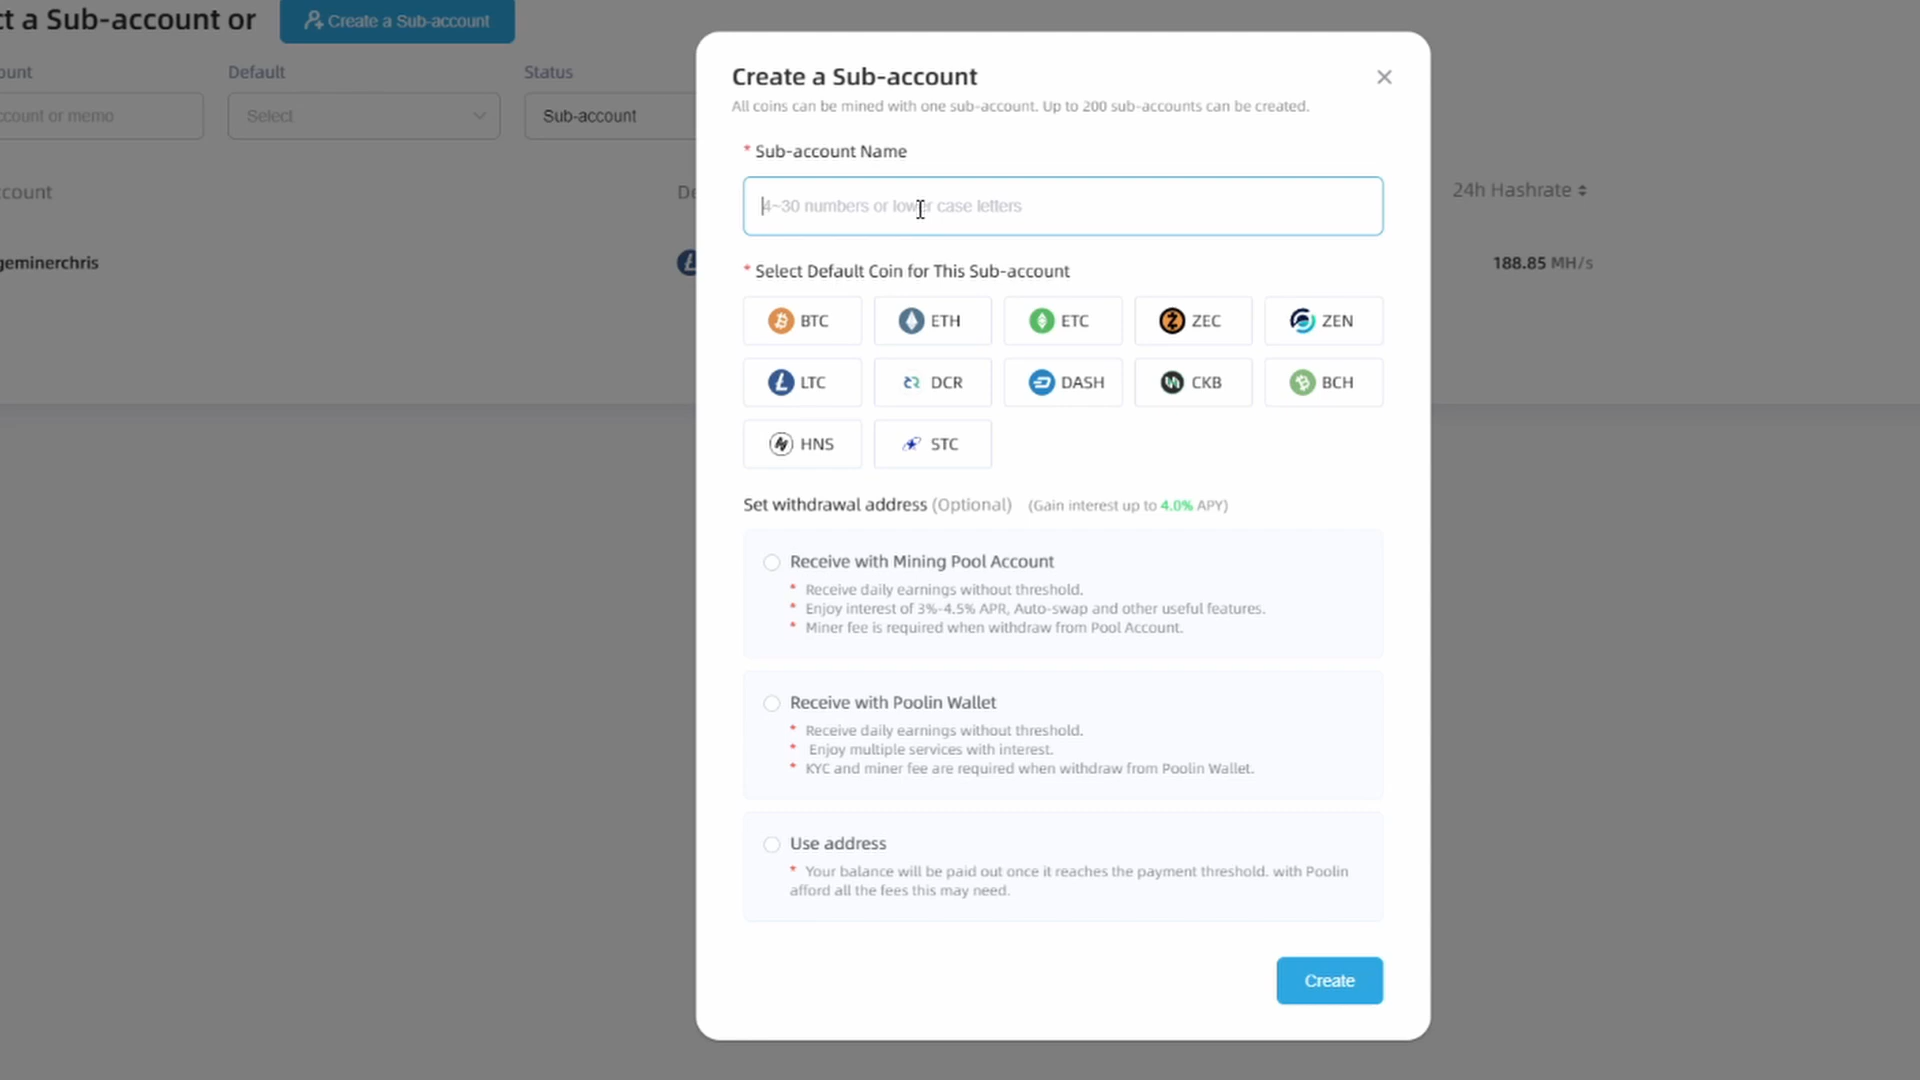 t a Sub-account or
Create a Sub-account
ount
Default
Status
ccount or memo
Select
Sub-account
ccount
24h Hashrate
geminerchris
188.85 MH/s
Create a Sub-account
All coins can be mined with one sub-account. Up to 200 sub-accounts can be created.
* Sub-account Name
4~30 numbers or lower case letters
* Select Default Coin for This Sub-account
BTC
ETH
ETC
ZEC
ZEN
LTC
DCR
DASH
CKB
BCH
HNS
STC
Set withdrawal address (Optional) (Gain interest up to 4.0% APY)
Receive with Mining Pool Account
* Receive daily earnings without threshold.
* Enjoy interest of 3%-4.5% APR, Auto-swap and other useful features.
* Miner fee is required when withdraw from Pool Account.
Receive with Poolin Wallet
* Receive daily earnings without threshold.
* Enjoy multiple services with interest.
* KYC and miner fee are required when withdraw from Poolin Wallet.
Use address
* Your balance will be paid out once it reaches the payment threshold. with Poolin
afford all the fees this may need.
Create